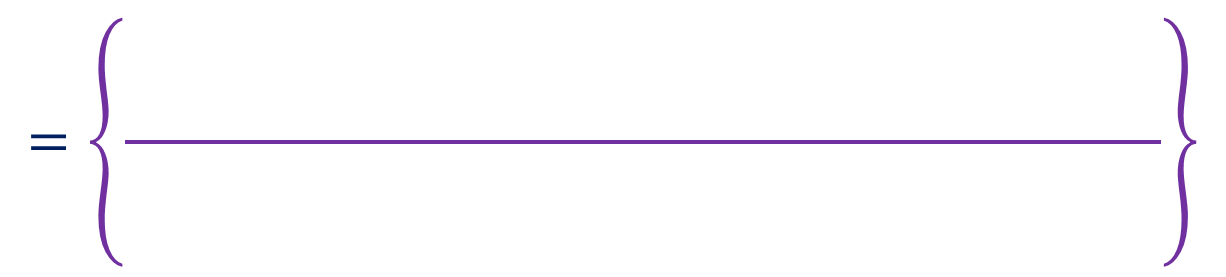 = { }